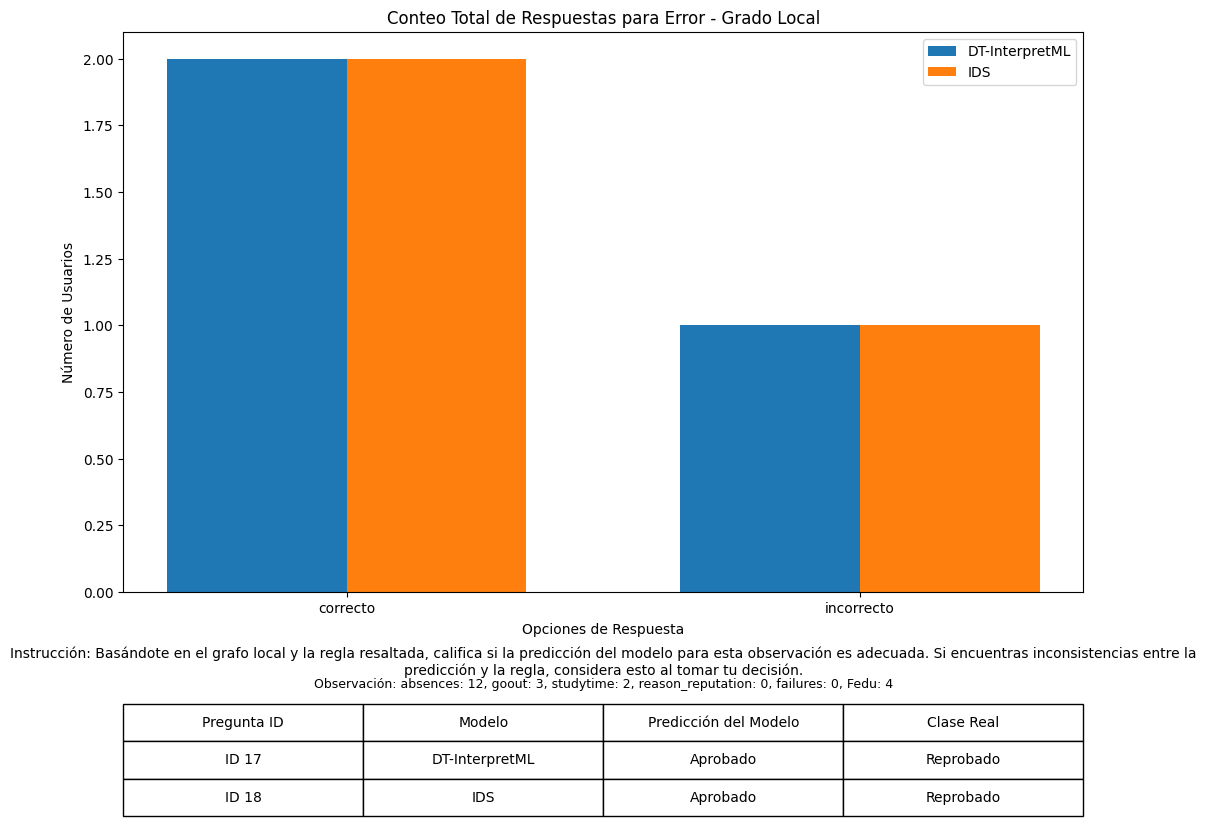 Conteo Total de Respuestas para Error - Grado Local
DT-InterpretML
IDS
2.00
1.75
1.50
1.25
1.00
0.75
0.50
0.25
0.00
Número de Usuarios
correcto
incorrecto
Opciones de Respuesta
Instrucción: Basándote en el grafo local y la regla resaltada, califica si la predicción del modelo para esta observación es adecuada. Si encuentras inconsistencias entre la
predicción y la regla, considera esto al tomar tu decisión.
Observación: absences: 12, goout: 3, studytime: 2, reason_reputation: 0, failures: 0, Fedu: 4
Pregunta ID Modelo Predicción del Modelo Clase Real
ID 17 DT-InterpretML Aprobado Reprobado
ID 18 IDS Aprobado Reprobado